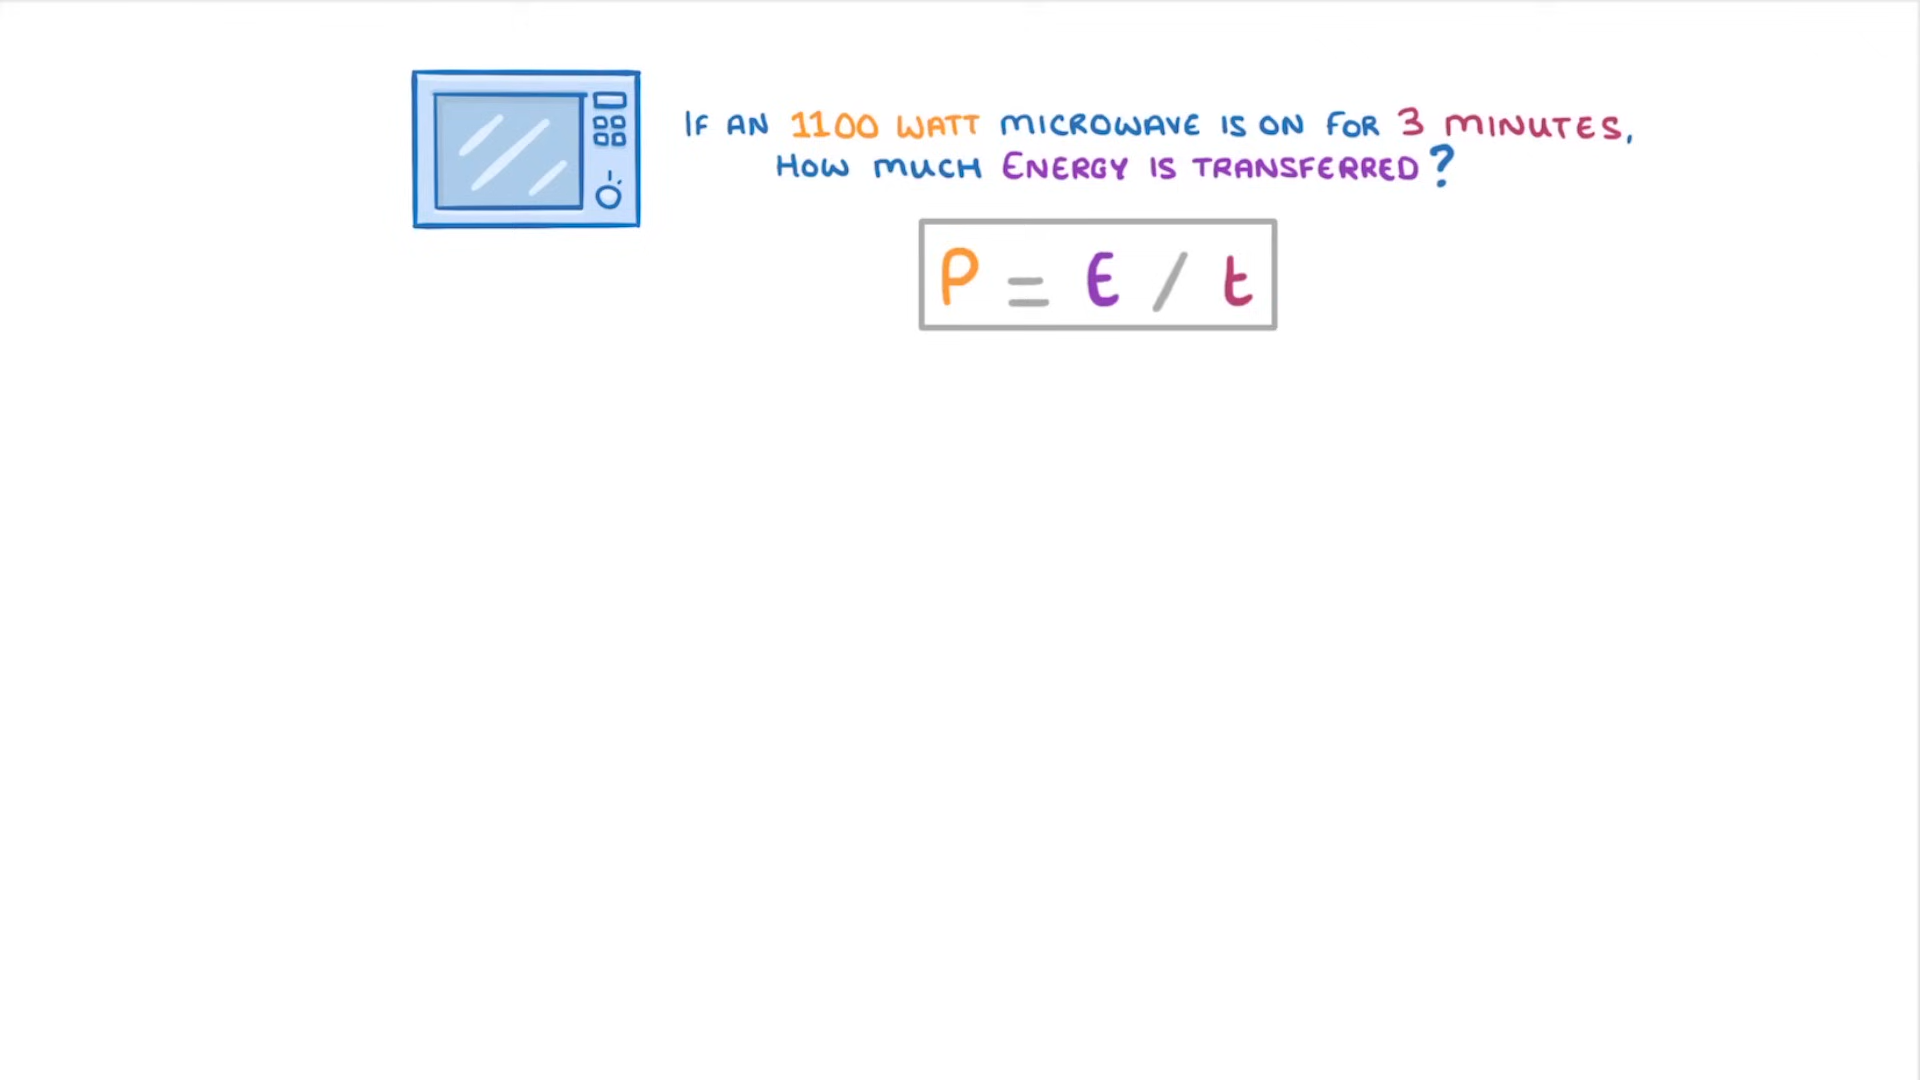 If an 1100 watt microwave is on for 3 minutes,
How much Energy is transferred?
P = E / t